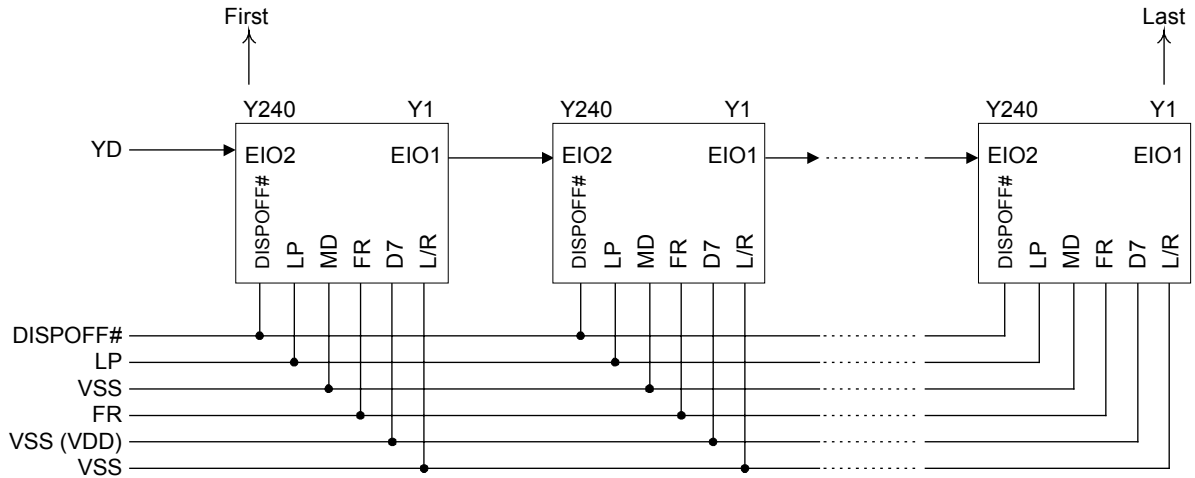 First
Last
Y240 Y1
Y240 Y1
Y240 Y1
YD
EIO2 EIO1
EIO2 EIO1
EIO2 EIO1
DISPOFF# LP MD FR D7 L/R
DISPOFF# LP MD FR D7 L/R
DISPOFF# LP MD FR D7 L/R
DISPOFF#
LP
VSS
FR
VSS (VDD)
VSS